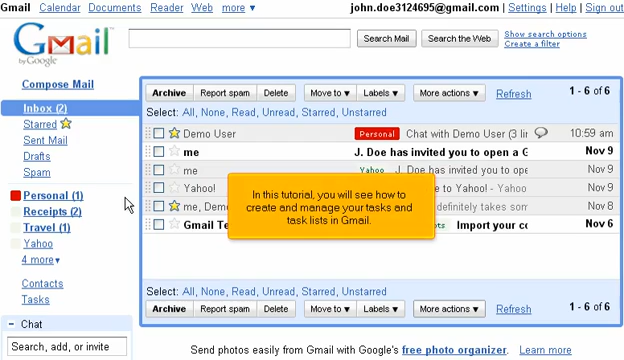 Gmail Calendar Documents Reader Web more ▼ john.doe3124695@gmail.com | Settings | Help | Sign out
Gmail by Google Search Mail Search the Web Show search options
Create a filter
Compose Mail
Inbox (2)
Starred
Sent Mail
Drafts
Spam
Personal (1)
Receipts (2)
Travel (1)
Yahoo
4 more▼
Contacts
Tasks
− Chat
Search, add, or invite
Archive Report spam Delete Move to ▼ Labels ▼ More actions ▼ Refresh 1 - 6 of 6
Select: All, None, Read, Unread, Starred, Unstarred
Demo User Personal Chat with Demo User (3 lir 10:59 am
me J. Doe has invited you to open a G Nov 9
me Yahoo J. Doe has invited you to ope Nov 9
Yahoo! to Yahoo! - Yahoo Nov 9
me, Dem definitely takes som Nov 8
Gmail Te Import your co Nov 6
In this tutorial, you will see how to
create and manage your tasks and
task lists in Gmail.
Select: All, None, Read, Unread, Starred, Unstarred
Archive Report spam Delete Move to ▼ Labels ▼ More actions ▼ Refresh 1 - 6 of 6
Send photos easily from Gmail with Google's free photo organizer. Learn more